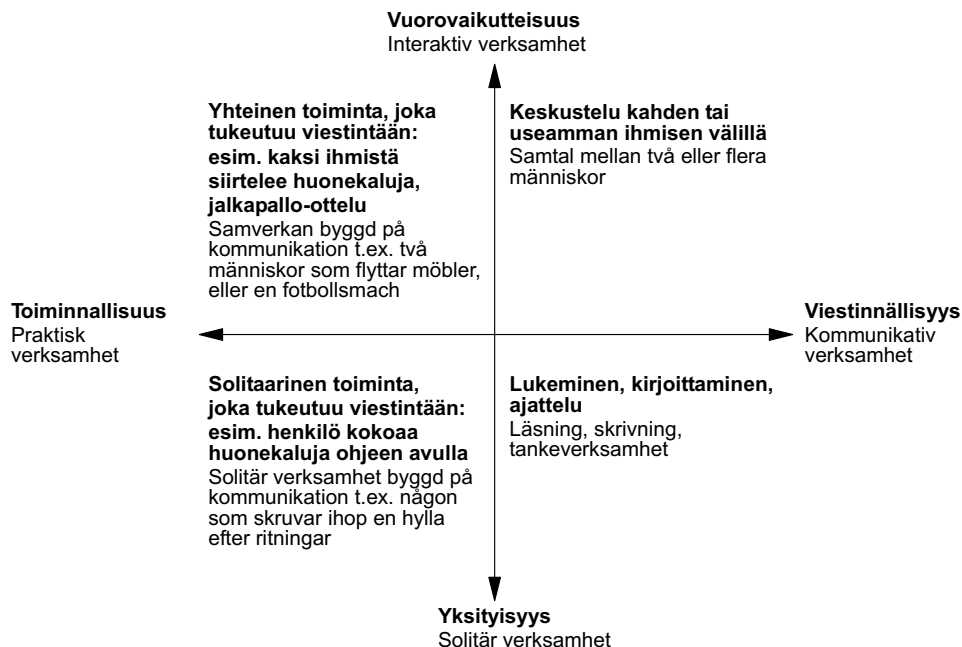 Vuorovaikutteisuus
Interaktiv verksamhet
Yhteinen toiminta, joka
tukeutuu viestintään:
esim. kaksi ihmistä
siirtelee huonekaluja,
jalkapallo-ottelu
Samverkan byggd på
kommunikation t.ex. två
människor som flyttar möbler,
eller en fotbollsmach
Keskustelu kahden tai
useamman ihmisen välillä
Samtal mellan två eller flera
människor
Toiminnallisuus
Praktisk
verksamhet
Viestinnällisyys
Kommunikativ
verksamhet
Solitaarinen toiminta,
joka tukeutuu viestintään:
esim. henkilö kokoaa
huonekaluja ohjeen avulla
Solitär verksamhet byggd på
kommunikation t.ex. någon
som skruvar ihop en hylla
efter ritningar
Lukeminen, kirjoittaminen,
ajattelu
Läsning, skrivning,
tankeverksamhet
Yksityisyys
Solitär verksamhet